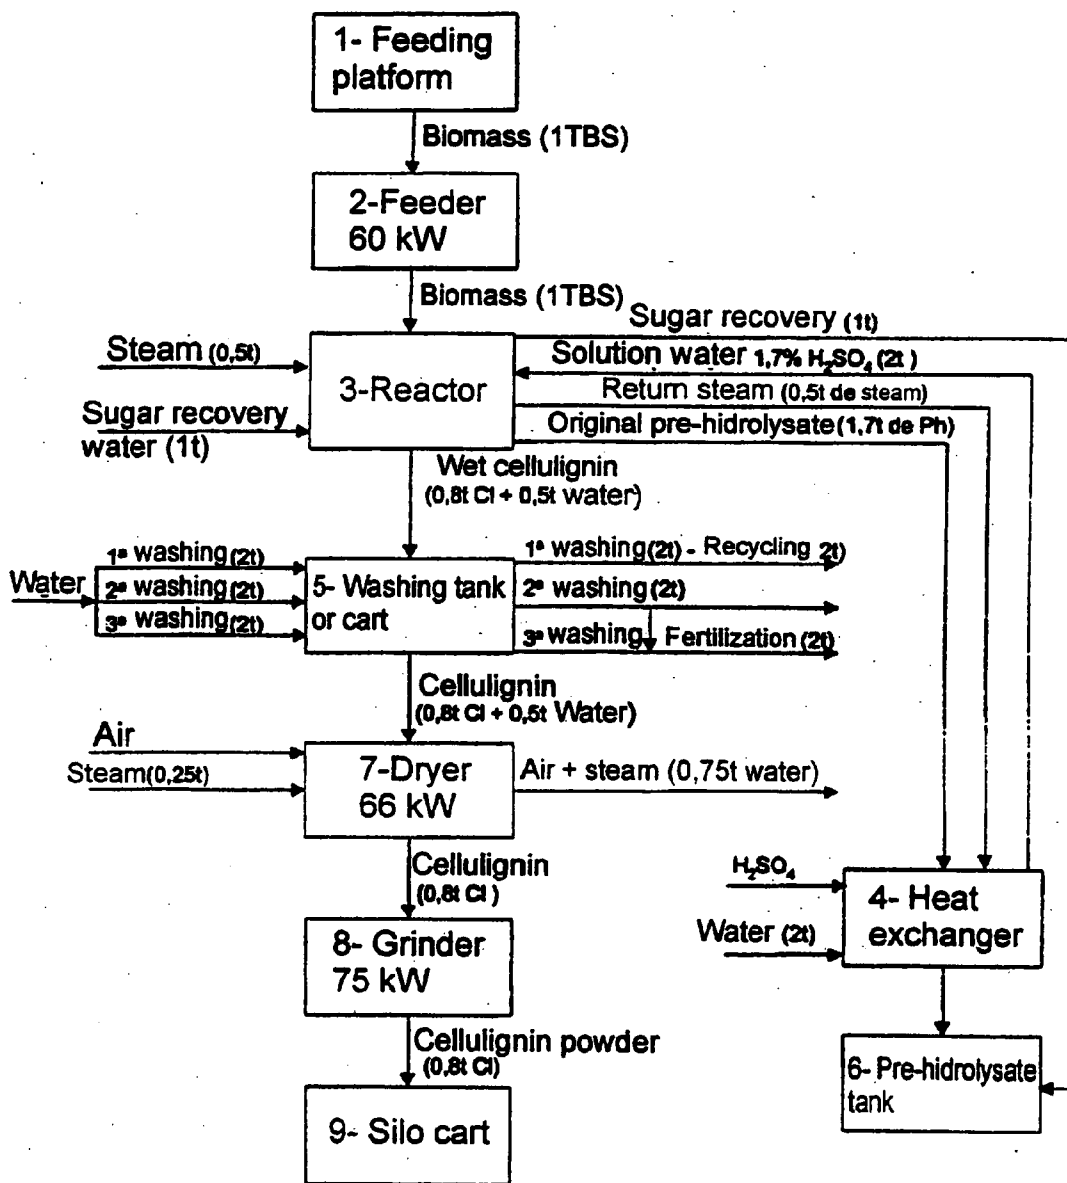 1- Feeding
platform
Biomass (1TBS)
2-Feeder
60 kW
Biomass (1TBS)
Sugar recovery (1t)
Steam (0,5t)
Solution water 1,7% H₂SO₄ (2t )
3-Reactor
Return steam (0,5t de steam)
Sugar recovery
water (1t)
Original pre-hidrolysate (1,7t de Ph)
Wet cellulignin
(0,8t Cl + 0,5t water)
1ª washing (2t)
1ª washing(2t) - Recycling 2t)
Water
2ª washing (2t)
5- Washing tank
or cart
2ª washing (2t)
3ª washing (2t)
3ª washing
Fertilization (2t)
Cellulignin
(0,8t Cl + 0,5t Water)
Air
Steam(0,25t)
7-Dryer
66 kW
Air + steam (0,75t water)
Cellulignin
(0,8t Cl )
H₂SO₄
4- Heat
exchanger
Water (2t)
8- Grinder
75 kW
Cellulignin powder
(0,8t Cl)
6- Pre-hidrolysate
tank
9- Silo cart